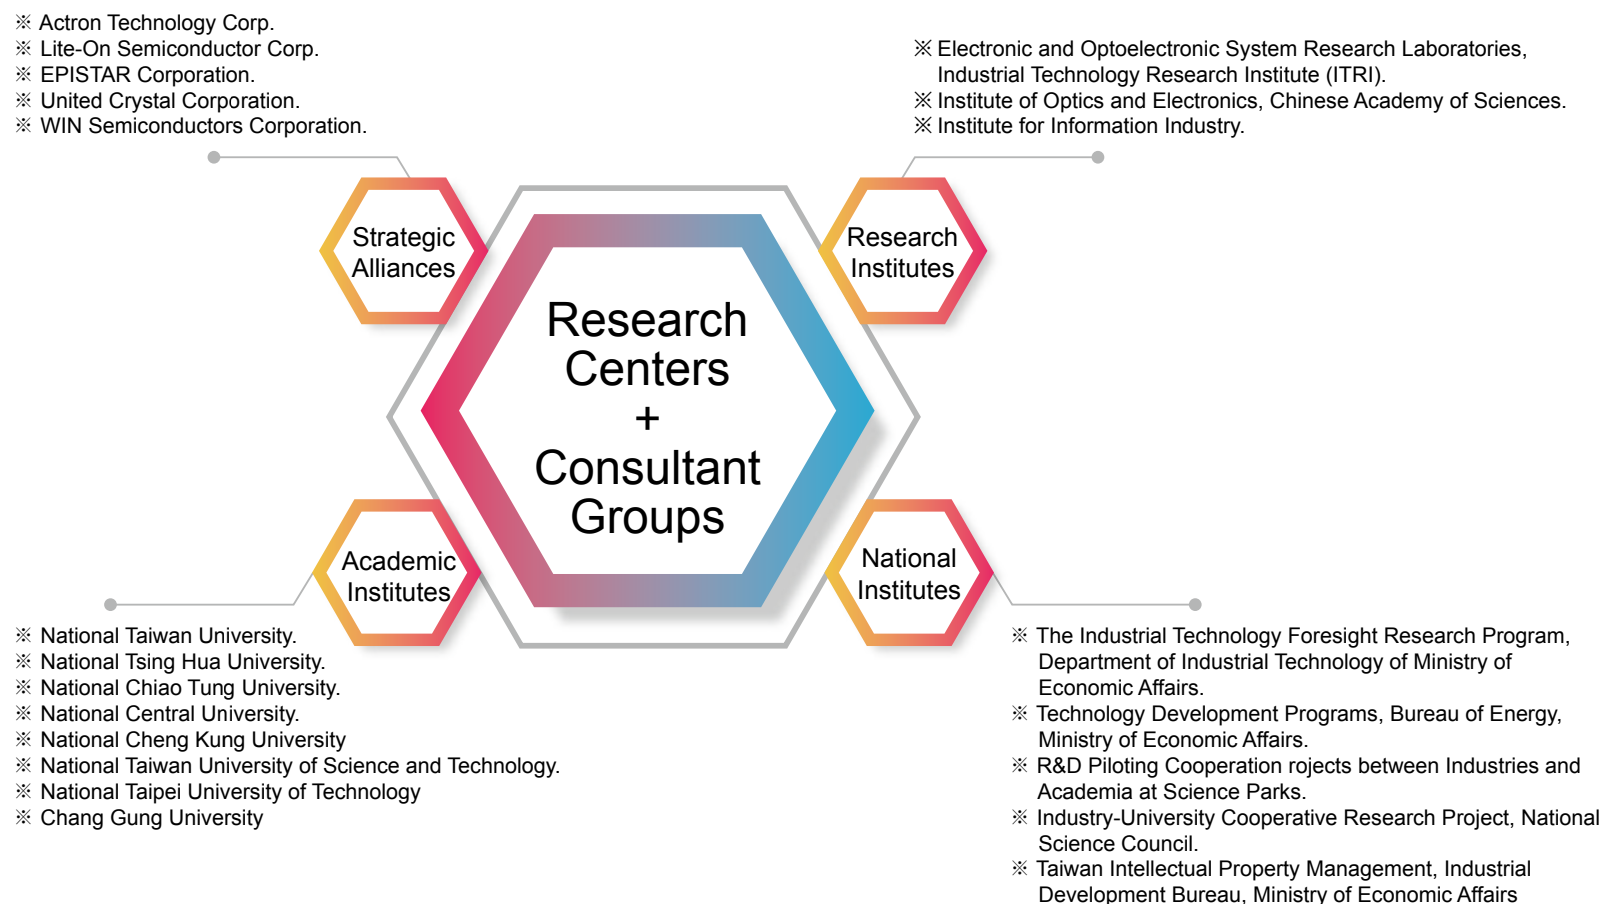 ※ Actron Technology Corp.
※ Lite-On Semiconductor Corp.
※ EPISTAR Corporation.
※ United Crystal Corporation.
※ WIN Semiconductors Corporation.
※ Electronic and Optoelectronic System Research Laboratories,
Industrial Technology Research Institute (ITRI).
※ Institute of Optics and Electronics, Chinese Academy of Sciences.
※ Institute for Information Industry.
Strategic
Alliances
Research
Institutes
Research
Centers
+
Consultant
Groups
Academic
Institutes
National
Institutes
※ National Taiwan University.
※ National Tsing Hua University.
※ National Chiao Tung University.
※ National Central University.
※ National Cheng Kung University
※ National Taiwan University of Science and Technology.
※ National Taipei University of Technology
※ Chang Gung University
※ The Industrial Technology Foresight Research Program,
Department of Industrial Technology of Ministry of
Economic Affairs.
※ Technology Development Programs, Bureau of Energy,
Ministry of Economic Affairs.
※ R&D Piloting Cooperation rojects between Industries and
Academia at Science Parks.
※ Industry-University Cooperative Research Project, National
Science Council.
※ Taiwan Intellectual Property Management, Industrial
Development Bureau, Ministry of Economic Affairs